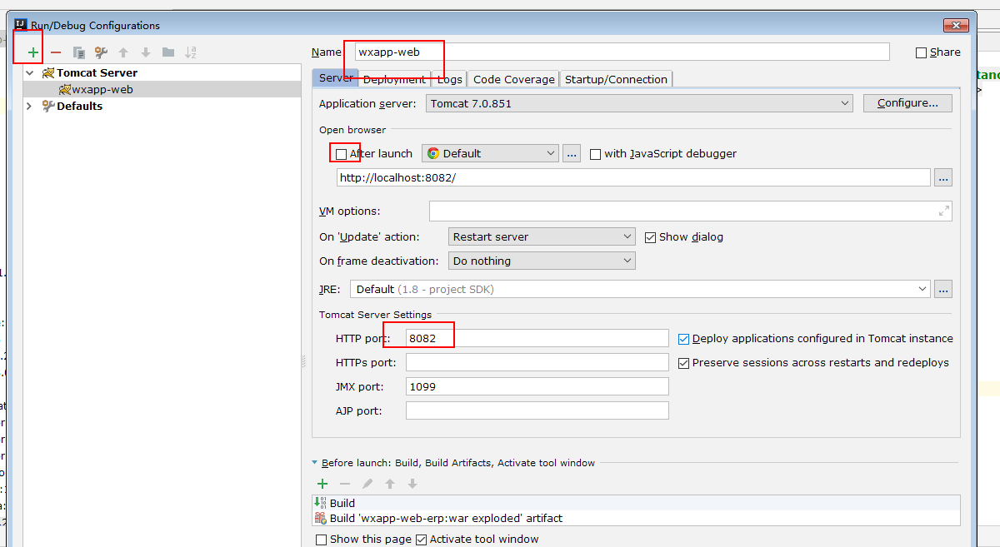 Run/Debug Configurations
Name wxapp-web Share
Tomcat Server
wxapp-web
Defaults
Server Deployment Logs Code Coverage Startup/Connection
Application server: Tomcat 7.0.851 Configure...
Open browser
After launch Default ... with JavaScript debugger
http://localhost:8082/ ...
VM options:
On 'Update' action: Restart server Show dialog
On frame deactivation: Do nothing
JRE: Default (1.8 - project SDK) ...
Tomcat Server Settings
HTTP port: 8082 Deploy applications configured in Tomcat instance
HTTPs port: Preserve sessions across restarts and redeploys
JMX port: 1099
AJP port:
Before launch: Build, Build Artifacts, Activate tool window
Build
Build 'wxapp-web-erp:war exploded' artifact
Show this page Activate tool window